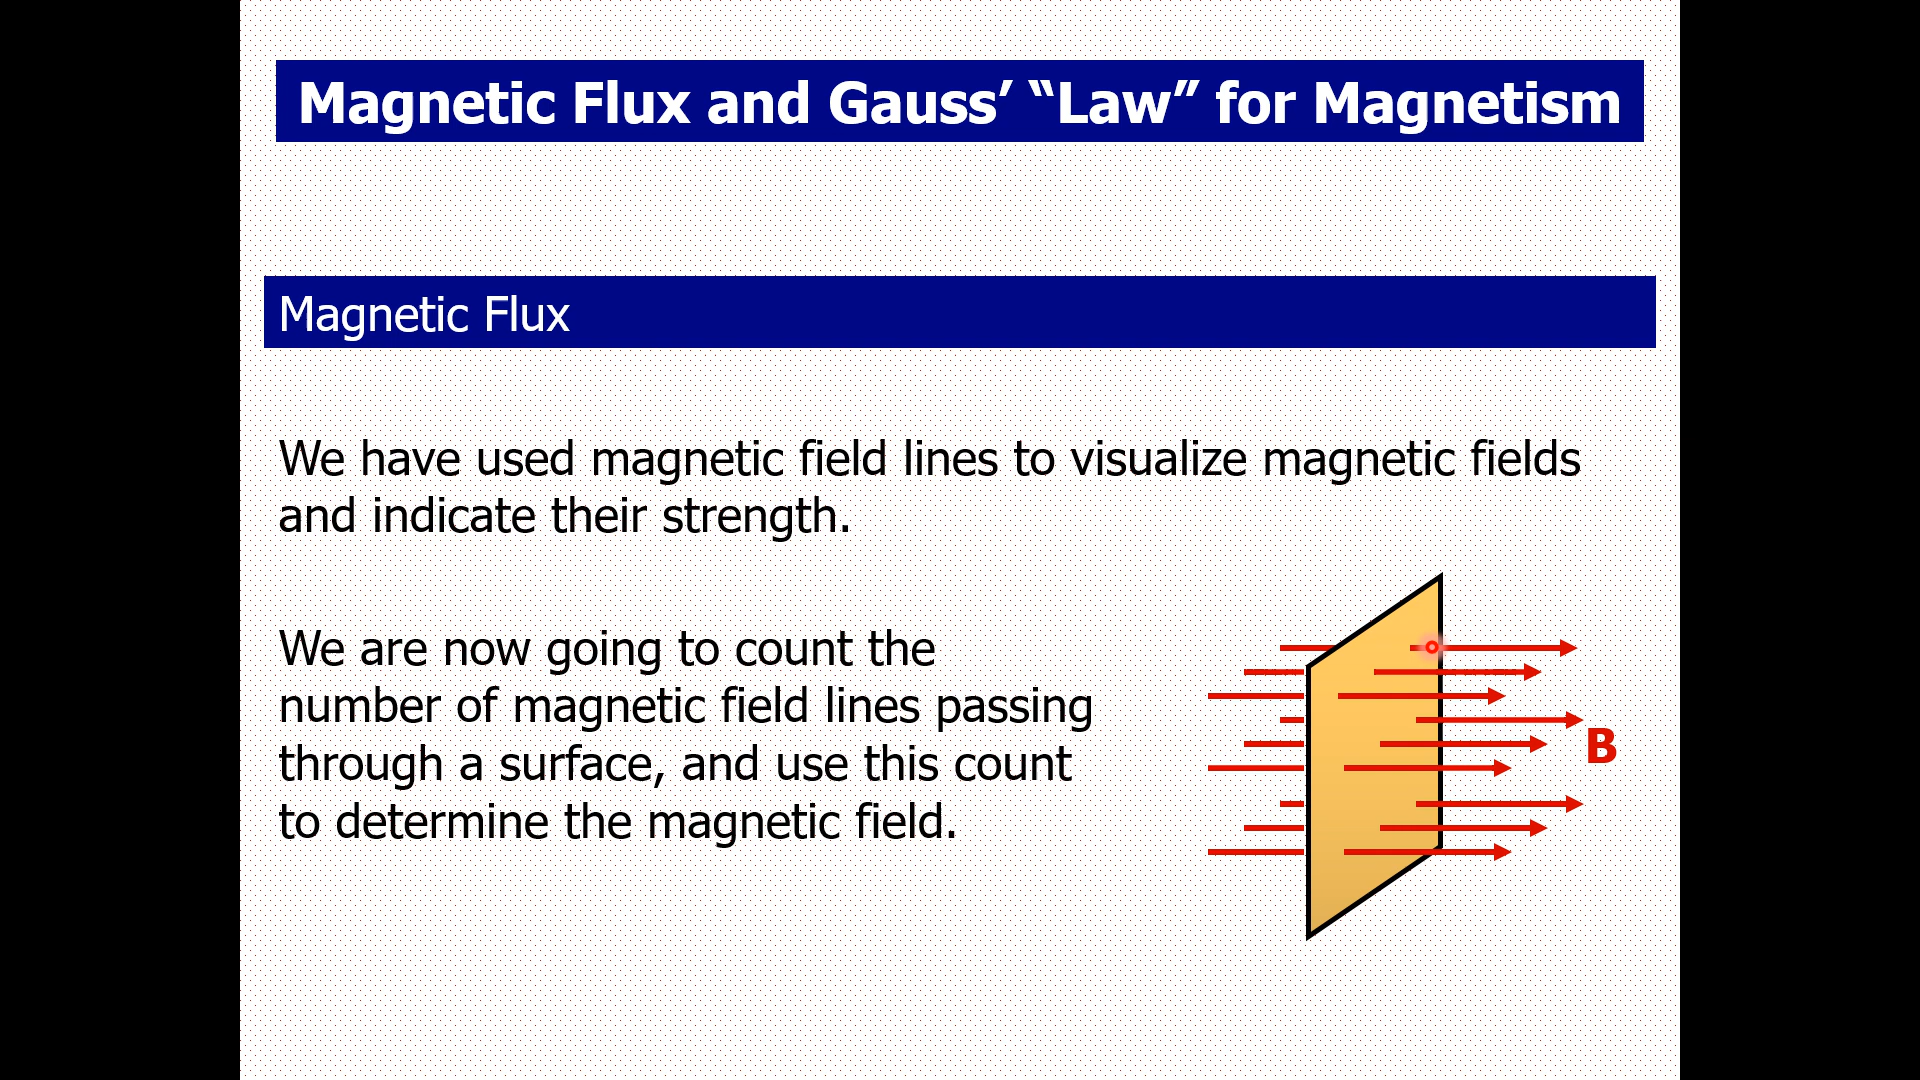 Magnetic Flux and Gauss’ “Law” for Magnetism
Magnetic Flux
We have used magnetic field lines to visualize magnetic fields
and indicate their strength.
We are now going to count the
number of magnetic field lines passing
through a surface, and use this count
to determine the magnetic field.
B